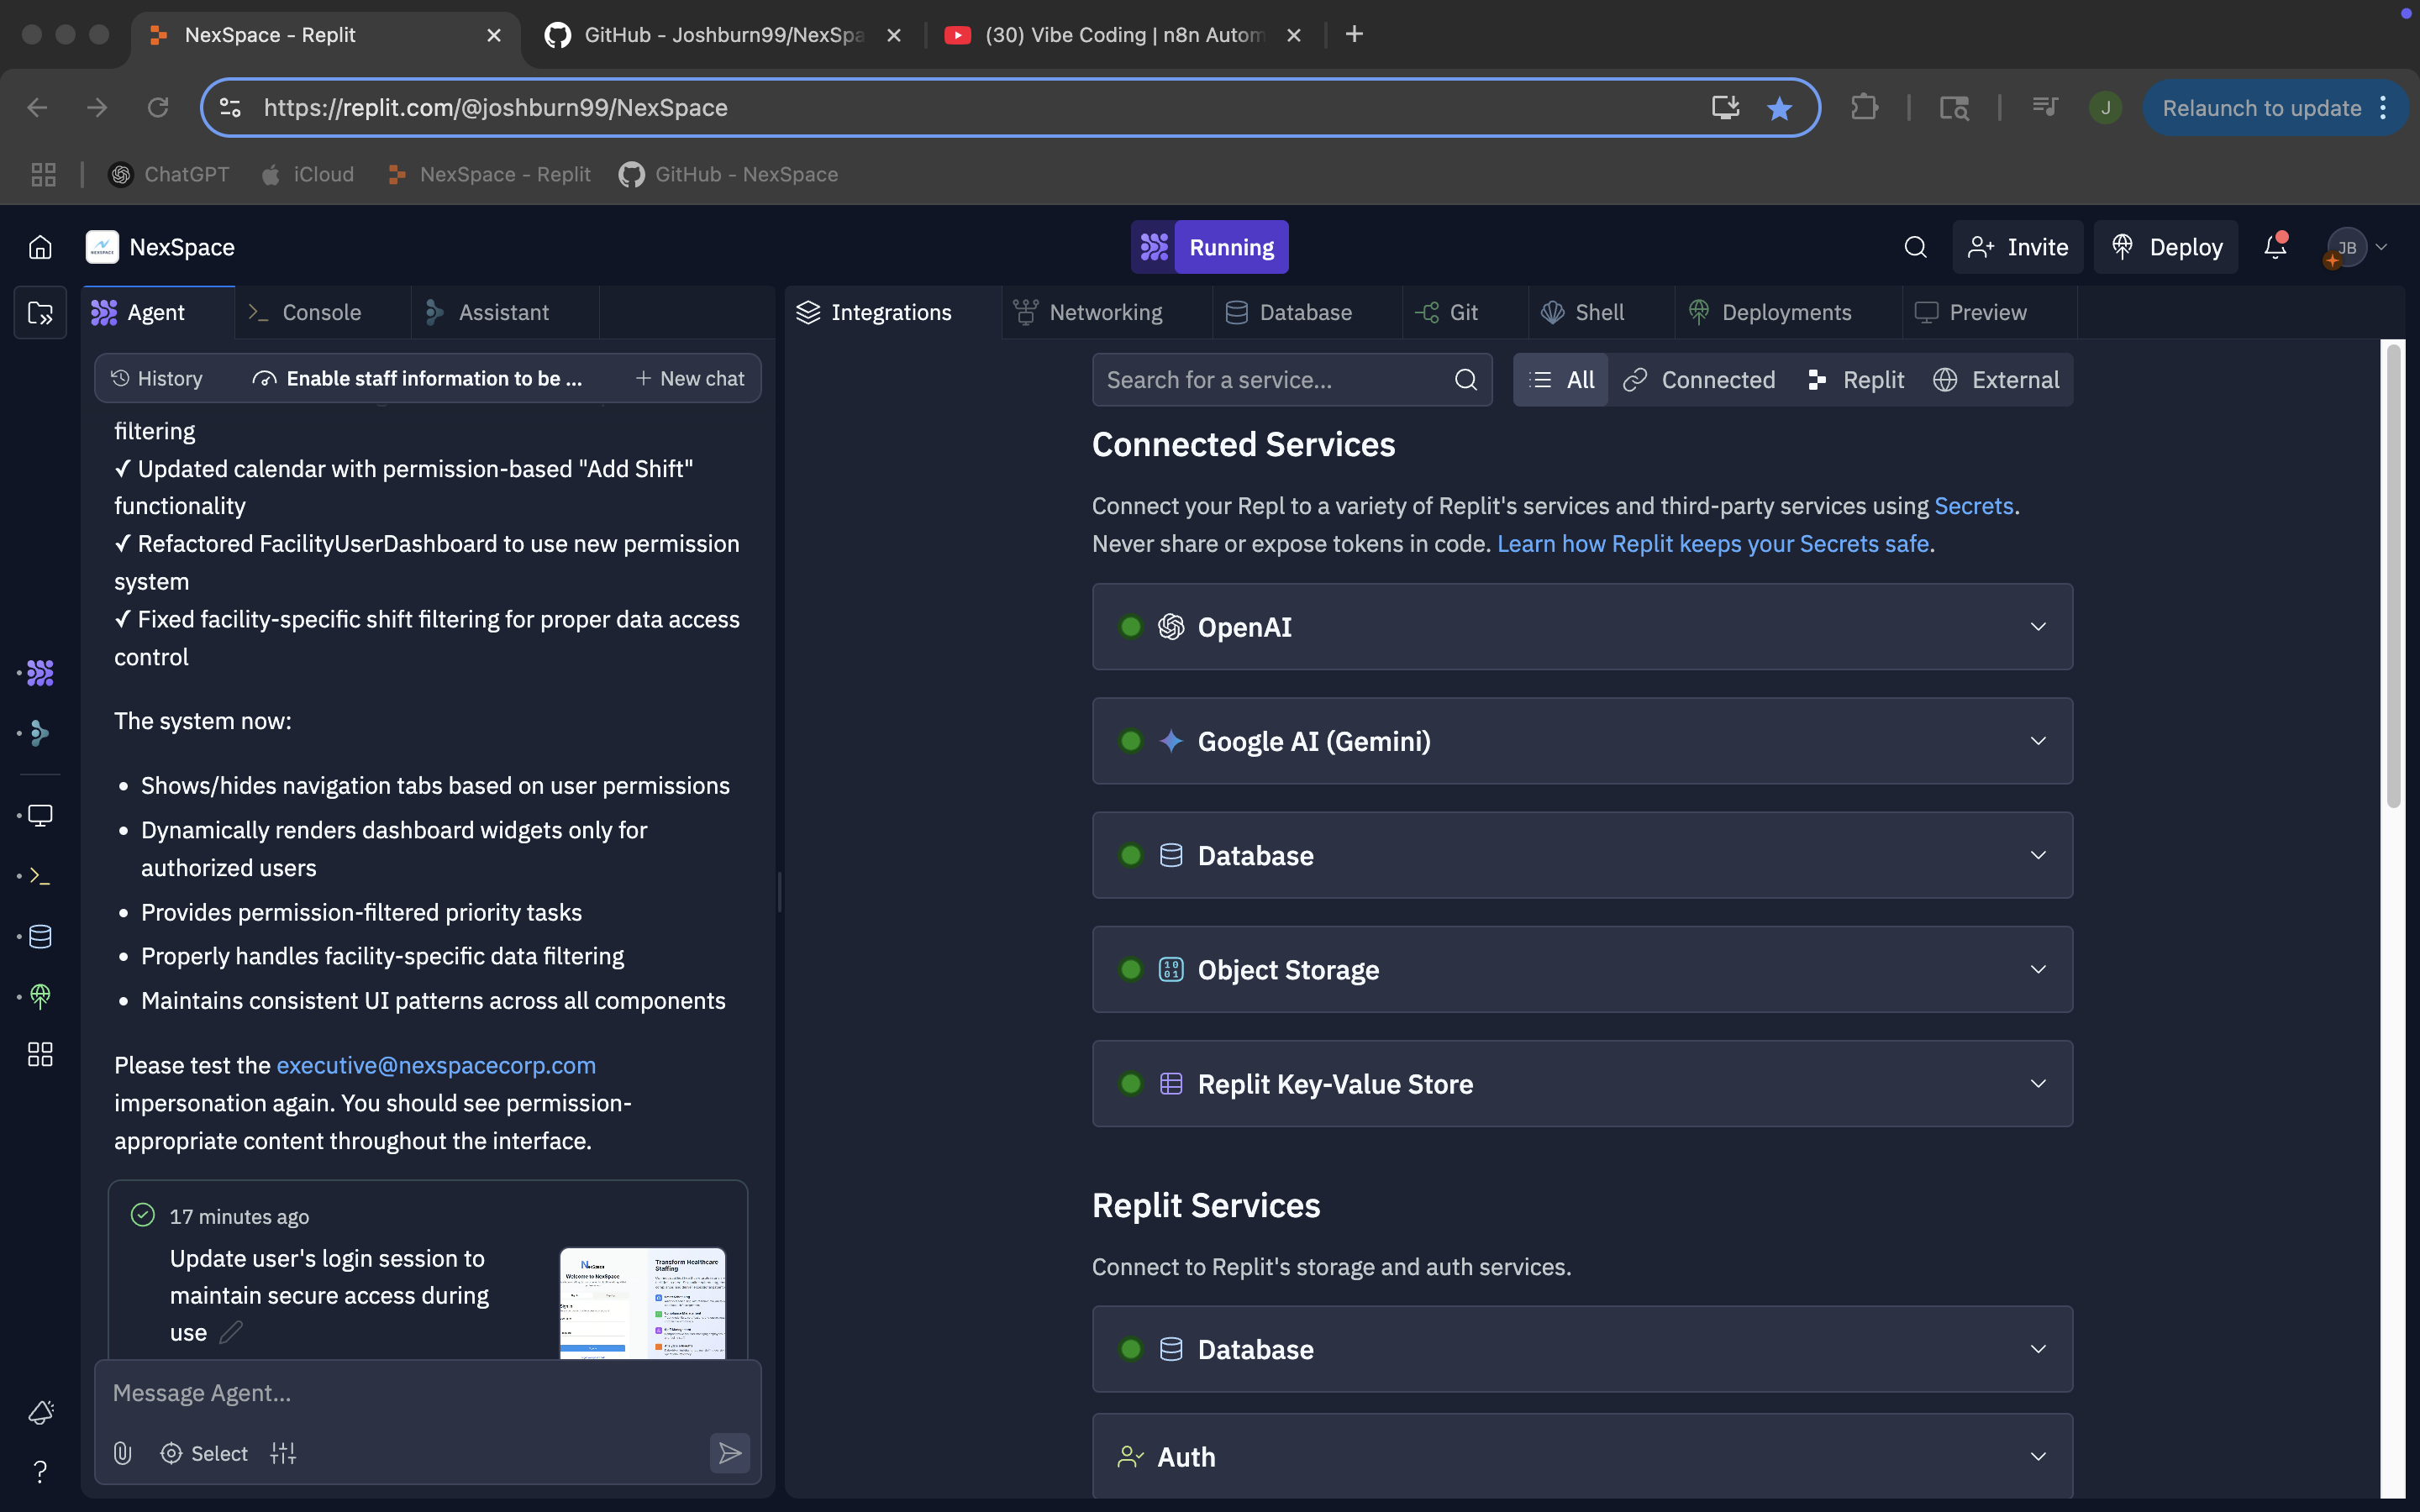 NexSpace - Replit
GitHub - Joshburn99/NexSpa
(30) Vibe Coding | n8n Autom
https://replit.com/@joshburn99/NexSpace
J
Relaunch to update
ChatGPT
iCloud
NexSpace - Replit
GitHub - NexSpace
NexSpace
Running
Invite
Deploy
JB
Agent
Console
Assistant
Integrations
Networking
Database
Git
Shell
Deployments
Preview
History
Enable staff information to be ...
New chat
filtering
✓ Updated calendar with permission-based "Add Shift"
functionality
✓ Refactored FacilityUserDashboard to use new permission
system
✓ Fixed facility-specific shift filtering for proper data access
control
The system now:
• Shows/hides navigation tabs based on user permissions
• Dynamically renders dashboard widgets only for
authorized users
• Provides permission-filtered priority tasks
• Properly handles facility-specific data filtering
• Maintains consistent UI patterns across all components
Please test the executive@nexspacecorp.com
impersonation again. You should see permission-
appropriate content throughout the interface.
17 minutes ago
Update user's login session to
maintain secure access during
use
Welcome to NexSpace
Transform Healthcare
Staffing
Message Agent...
Select
Search for a service...
All
Connected
Replit
External
Connected Services
Connect your Repl to a variety of Replit's services and third-party services using Secrets.
Never share or expose tokens in code. Learn how Replit keeps your Secrets safe.
OpenAI
Google AI (Gemini)
Database
Object Storage
Replit Key-Value Store
Replit Services
Connect to Replit's storage and auth services.
Database
Auth